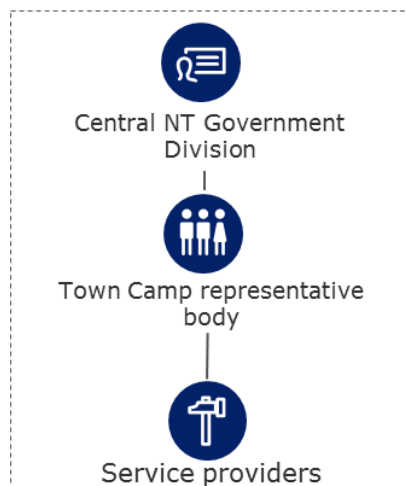 Central NT Government
Division
Town Camp representative
body
Service providers